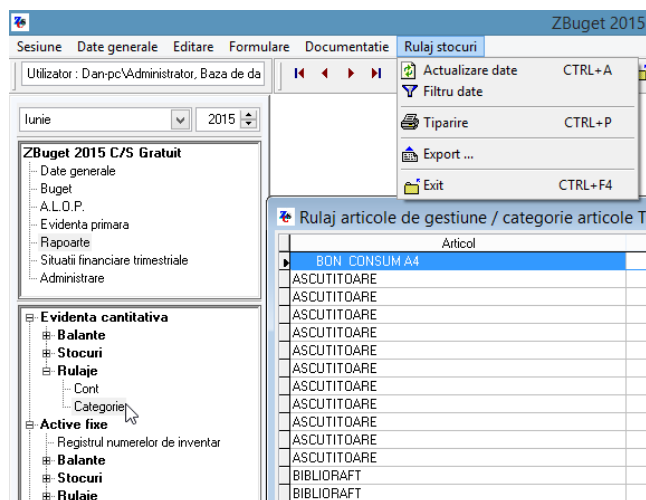 ZBuget 2015
Sesiune Date generale Editare Formulare Documentatie Rulaj stocuri
Utilizator : Dan-pc\Administrator, Baza de da
Actualizare date CTRL+A
Filtru date
Tiparire CTRL+P
Export ...
Exit CTRL+F4
Iunie 2015
ZBuget 2015 C/S Gratuit
Date generale
Buget
A.L.O.P.
Evidenta primara
Rapoarte
Situatii financiare trimestriale
Administrare
Rulaj articole de gestiune / categorie articole T
Articol
BON CONSUM A4
ASCUTITOARE
ASCUTITOARE
ASCUTITOARE
ASCUTITOARE
ASCUTITOARE
ASCUTITOARE
ASCUTITOARE
ASCUTITOARE
ASCUTITOARE
ASCUTITOARE
ASCUTITOARE
BIBLIORAFT
BIBLIORAFT
Evidenta cantitativa
Balante
Stocuri
Rulaje
Cont
Categorie
Active fixe
Registrul numerelor de inventar
Balante
Stocuri
Rulaje